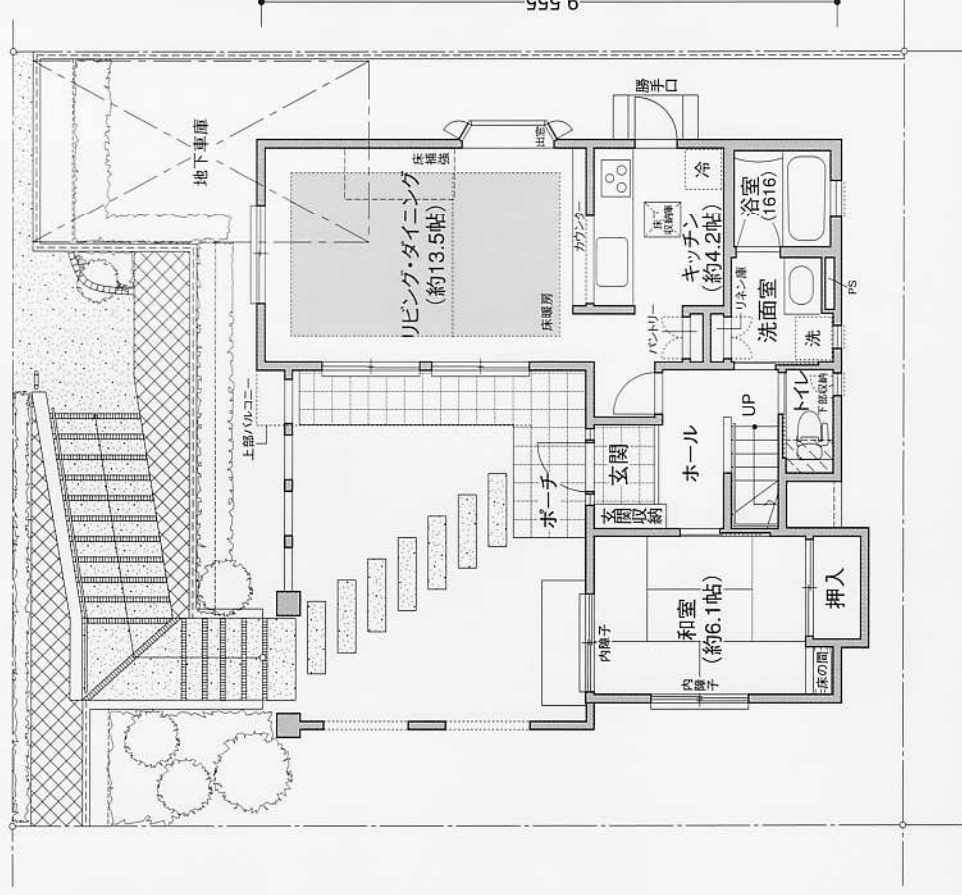 9,555
地下車庫
勝手口
出窓
床補強
リビング・ダイニング
(約13.5帖)
床暖房
カウンター
冷
床下
収納庫
キッチン
(約4.2帖)
浴室
(1616)
パントリー
リネン庫
洗面室
洗
PS
上部バルコニー
トイレ
下部収納
UP
ホール
玄関
玄関
収納
ポーチ
和室
(約6.1帖)
内障子
内障子
押入
床の間